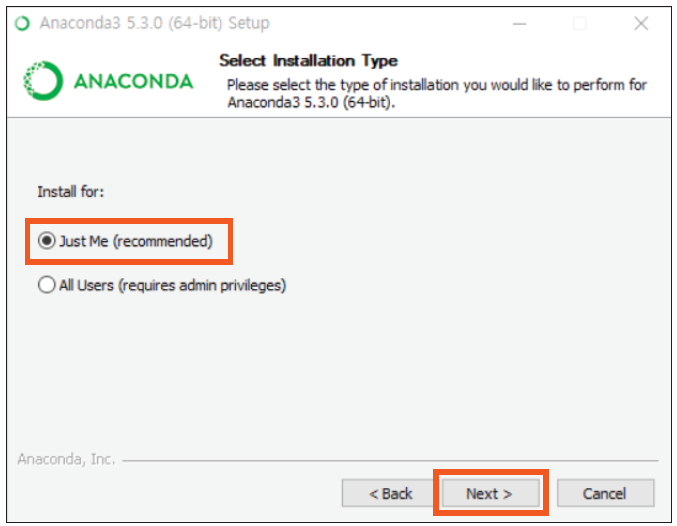 Anaconda3 5.3.0 (64-bit) Setup
ANACONDA
Select Installation Type
Please select the type of installation you would like to perform for
Anaconda3 5.3.0 (64-bit).
Install for:
Just Me (recommended)
All Users (requires admin privileges)
Anaconda, Inc.
< Back
Next >
Cancel